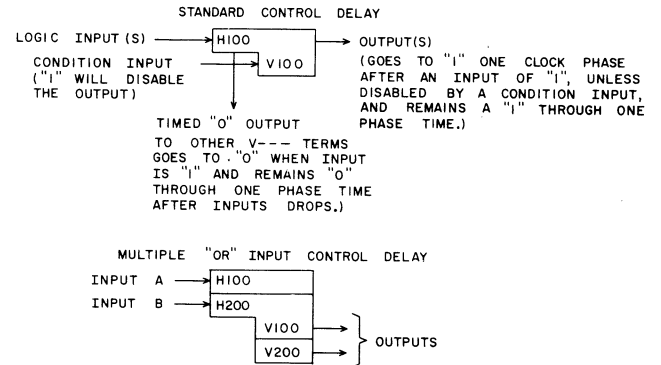 STANDARD CONTROL DELAY
LOGIC INPUT(S)
H100
OUTPUT(S)
CONDITION INPUT
("1" WILL DISABLE
THE OUTPUT)
V100
(GOES TO "1" ONE CLOCK PHASE
AFTER AN INPUT OF "1", UNLESS
DISABLED BY A CONDITION INPUT,
AND REMAINS A "1" THROUGH ONE
PHASE TIME.)
TIMED "0" OUTPUT
TO OTHER V--- TERMS
GOES TO "0" WHEN INPUT
IS "1" AND REMAINS "0"
THROUGH ONE PHASE TIME
AFTER INPUTS DROPS.)
MULTIPLE "OR" INPUT CONTROL DELAY
INPUT A
H100
INPUT B
H200
V100
V200
OUTPUTS